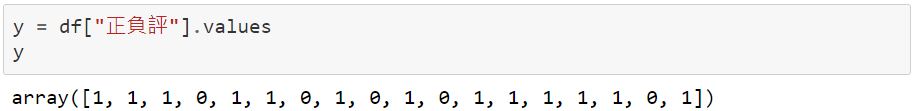 y = df["正負評"].values
y
array([1, 1, 1, 0, 1, 1, 0, 1, 0, 1, 0, 1, 1, 1, 1, 1, 0, 1])